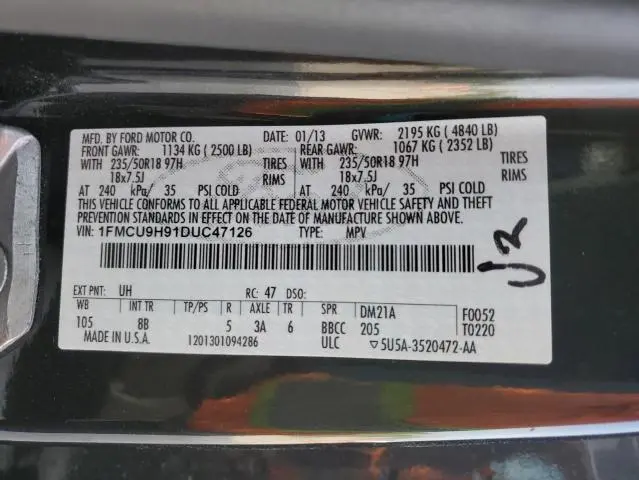 MFD. BY FORD MOTOR CO. DATE: 01/13 GVWR: 2195 KG ( 4840 LB)
FRONT GAWR: 1134 KG ( 2500 LB) REAR GAWR: 1067 KG ( 2352 LB)
WITH 235/50R18 97H TIRES WITH 235/50R18 97H TIRES
18x7.5J RIMS 18x7.5J RIMS
AT 240 kPa/ 35 PSI COLD AT 240 kPa/ 35 PSI COLD
THIS VEHICLE CONFORMS TO ALL APPLICABLE FEDERAL MOTOR VEHICLE SAFETY AND THEFT
PREVENTION STANDARDS IN EFFECT ON THE DATE OF MANUFACTURE SHOWN ABOVE.
VIN: 1FMCU9H91DUC47126 TYPE: MPV
J2
EXT PNT: UH RC: 47 DSO:
WB INT TR TP/PS R AXLE TR SPR DM21A F0052
105 8B 5 3A 6 BBCC 205 T0220
MADE IN U.S.A. 1201301094286 ULC 5U5A-3520472-AA